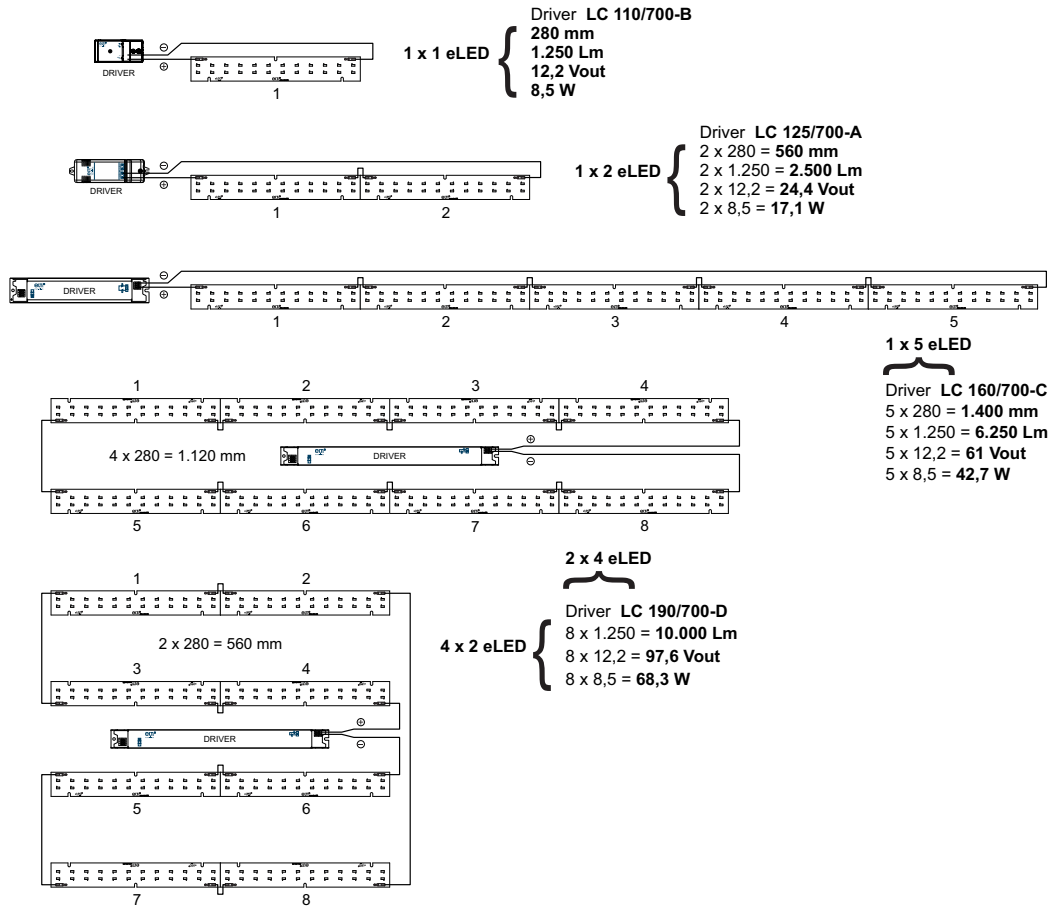 Driver LC 110/700-B
280 mm
1 x 1 eLED
1.250 Lm
12,2 Vout
8,5 W
DRIVER
1
Driver LC 125/700-A
2 x 280 = 560 mm
1 x 2 eLED
2 x 1.250 = 2.500 Lm
2 x 12,2 = 24,4 Vout
2 x 8,5 = 17,1 W
DRIVER
1 2
DRIVER
1 2 3 4 5
1 x 5 eLED
Driver LC 160/700-C
5 x 280 = 1.400 mm
5 x 1.250 = 6.250 Lm
5 x 12,2 = 61 Vout
5 x 8,5 = 42,7 W
1 2 3 4
4 x 280 = 1.120 mm
DRIVER
5 6 7 8
2 x 4 eLED
Driver LC 190/700-D
4 x 2 eLED
8 x 1.250 = 10.000 Lm
8 x 12,2 = 97,6 Vout
8 x 8,5 = 68,3 W
1 2
2 x 280 = 560 mm
3 4
DRIVER
5 6
7 8